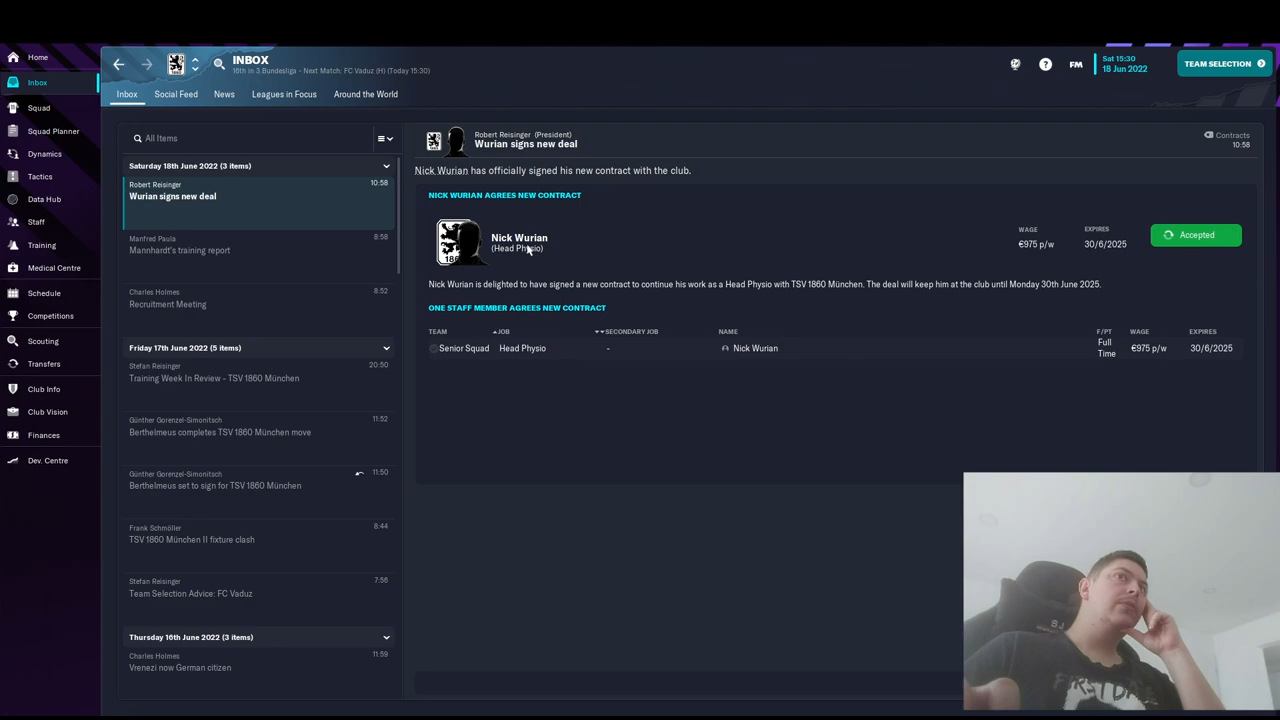 Home
Inbox
Squad
Squad Planner
Dynamics
Tactics
Data Hub
Staff
Training
Medical Centre
Schedule
Competitions
Scouting
Transfers
Club Info
Club Vision
Finances
Dev. Centre
INBOX
16th in 3.Bundesliga - Next Match: FC Vaduz (H) (Today 15:30)
FM
Sat 15:30
18 Jun 2022
TEAM SELECTION
Inbox Social Feed News Leagues in Focus Around the World
All Items
Saturday 18th June 2022 (3 items)
Robert Reisinger 10:58
Wurian signs new deal
Manfred Paula 8:58
Mannhardt's training report
Charles Holmes 8:52
Recruitment Meeting
Friday 17th June 2022 (5 items)
Stefan Reisinger 20:50
Training Week In Review - TSV 1860 München
Günther Gorenzel-Simonitsch 11:52
Berthelmeus completes TSV 1860 München move
Günther Gorenzel-Simonitsch 11:50
Berthelmeus set to sign for TSV 1860 München
Frank Schmöller 8:44
TSV 1860 München II fixture clash
Stefan Reisinger 7:56
Team Selection Advice: FC Vaduz
Thursday 16th June 2022 (3 items)
Charles Holmes 11:59
Vrenezi now German citizen
Robert Reisinger (President)
Wurian signs new deal
Contracts
10:58
Nick Wurian has officially signed his new contract with the club.
NICK WURIAN AGREES NEW CONTRACT
Nick Wurian
(Head Physio)
WAGE EXPIRES
€975 p/w 30/6/2025
Accepted
Nick Wurian is delighted to have signed a new contract to continue his work as a Head Physio with TSV 1860 München. The deal will keep him at the club until Monday 30th June 2025.
ONE STAFF MEMBER AGREES NEW CONTRACT
TEAM JOB SECONDARY JOB NAME F/PT WAGE EXPIRES
Senior Squad Head Physio - Nick Wurian Full Time €975 p/w 30/6/2025